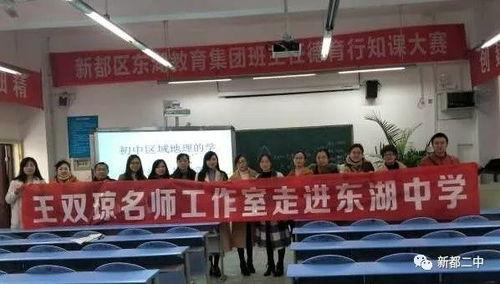 新都区东湖教育集团班主任德育行知课大赛
精
创
初中区域地理的学
王双琼名师工作室走进东湖中学
新都二中